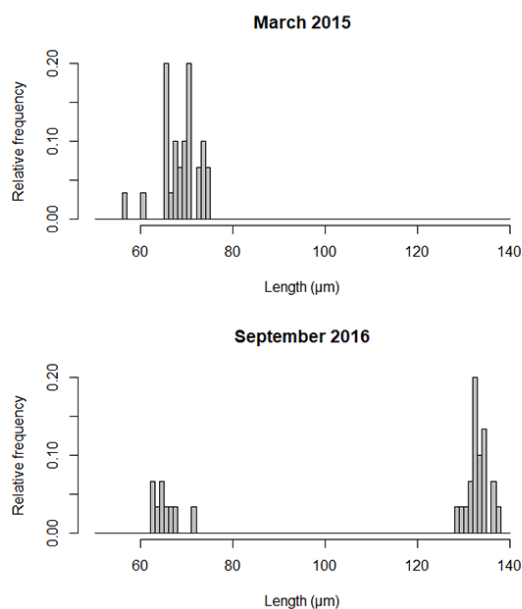 March 2015
Relative frequency
0.00 0.10 0.20
60 80 100 120 140
Length (µm)
September 2016
Relative frequency
0.00 0.10 0.20
60 80 100 120 140
Length (µm)